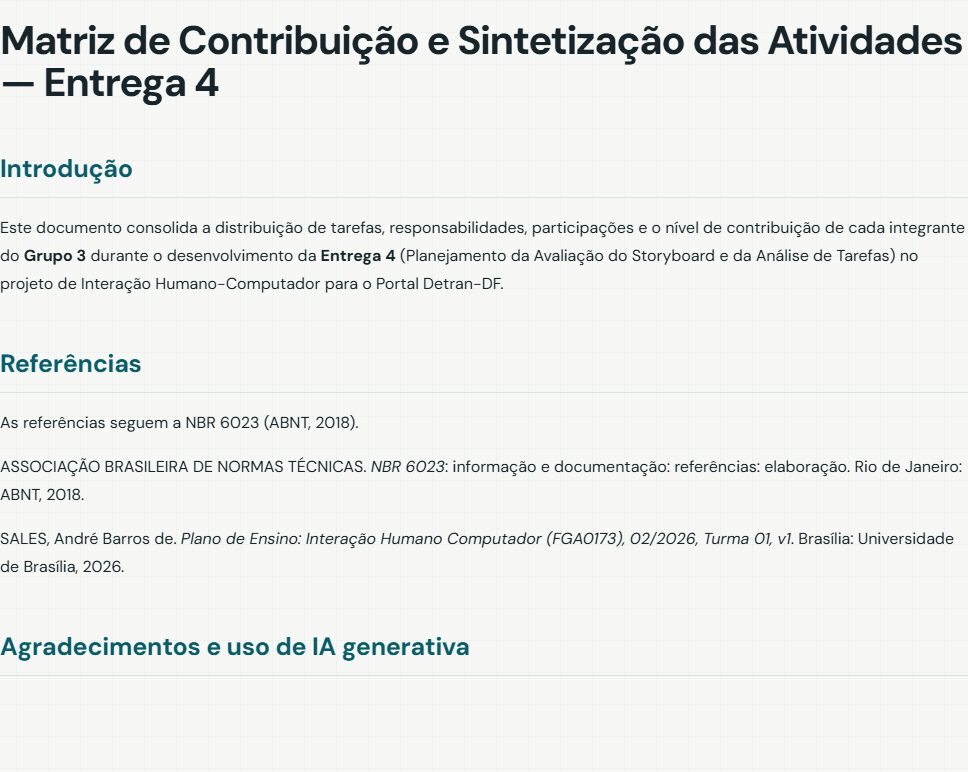 Matriz de Contribuição e Sintetização das Atividades
— Entrega 4
Introdução
Este documento consolida a distribuição de tarefas, responsabilidades, participações e o nível de contribuição de cada integrante
do Grupo 3 durante o desenvolvimento da Entrega 4 (Planejamento da Avaliação do Storyboard e da Análise de Tarefas) no
projeto de Interação Humano-Computador para o Portal Detran-DF.
Referências
As referências seguem a NBR 6023 (ABNT, 2018).
ASSOCIAÇÃO BRASILEIRA DE NORMAS TÉCNICAS. NBR 6023: informação e documentação: referências: elaboração. Rio de Janeiro:
ABNT, 2018.
SALES, André Barros de. Plano de Ensino: Interação Humano Computador (FGA0173), 02/2026, Turma 01, v1. Brasília: Universidade
de Brasília, 2026.
Agradecimentos e uso de IA generativa